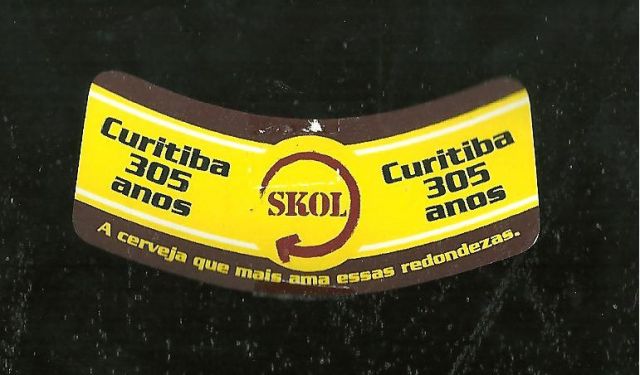 Curitiba
305
anos
SKOL
Curitiba
305
anos
A cerveja que mais ama essas redondezas.